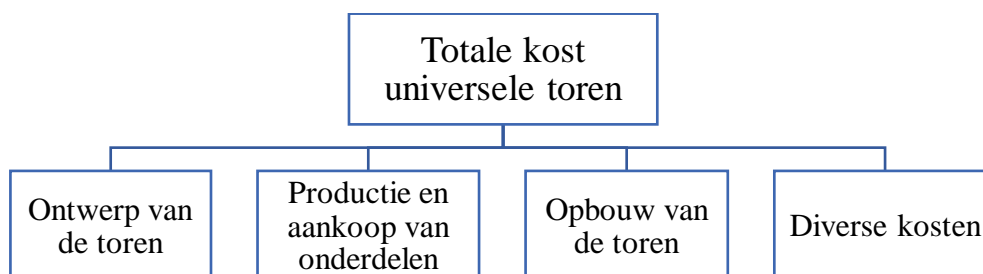 Totale kost
universele toren
Ontwerp van
de toren
Productie en
aankoop van
onderdelen
Opbouw van
de toren
Diverse kosten